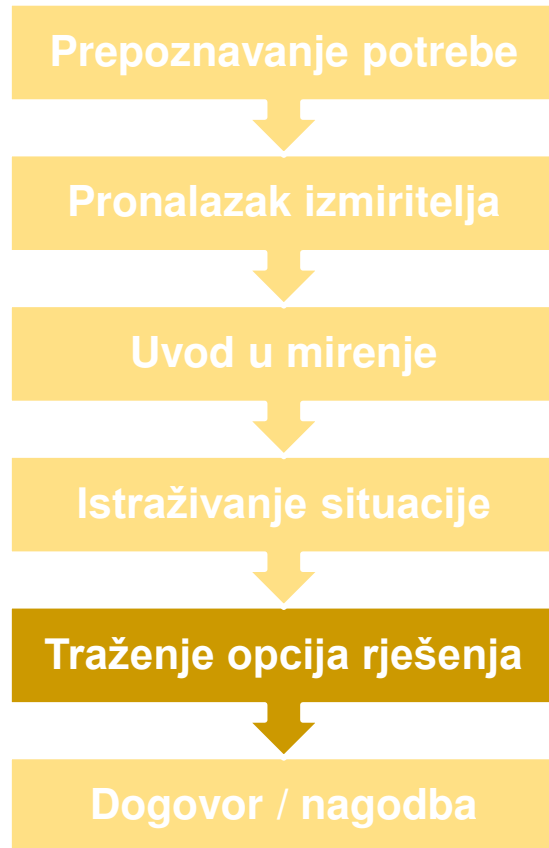 Prepoznavanje potrebe
Pronalazak izmiritelja
Uvod u mirenje
Istraživanje situacije
Traženje opcija rješenja
Dogovor / nagodba